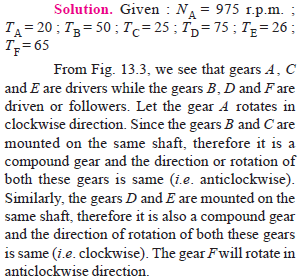 Solution. Given : N_A = 975 r.p.m. ;
T_A = 20 ; T_B = 50 ; T_C = 25 ; T_D = 75 ; T_E = 26 ;
T_F = 65
From Fig. 13.3, we see that gears A, C
and E are drivers while the gears B, D and F are
driven or followers. Let the gear A rotates in
clockwise direction. Since the gears B and C are
mounted on the same shaft, therefore it is a
compound gear and the direction or rotation of
both these gears is same (i.e. anticlockwise).
Similarly, the gears D and E are mounted on the
same shaft, therefore it is also a compound gear
and the direction of rotation of both these gears
is same (i.e. clockwise). The gear F will rotate in
anticlockwise direction.